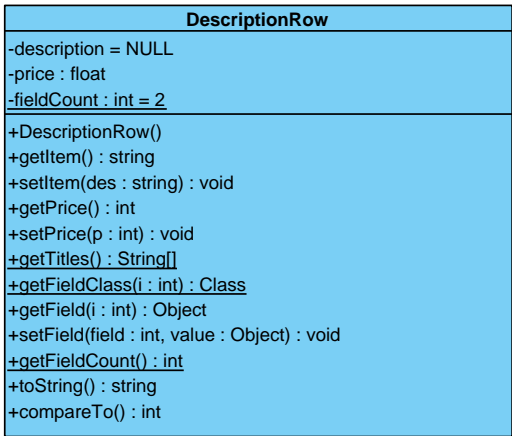 DescriptionRow
-description = NULL
-price : float
-fieldCount : int = 2
+DescriptionRow()
+getItem() : string
+setItem(des : string) : void
+getPrice() : int
+setPrice(p : int) : void
+getTitles() : String[]
+getFieldClass(i : int) : Class
+getField(i : int) : Object
+setField(field : int, value : Object) : void
+getFieldCount() : int
+toString() : string
+compareTo() : int